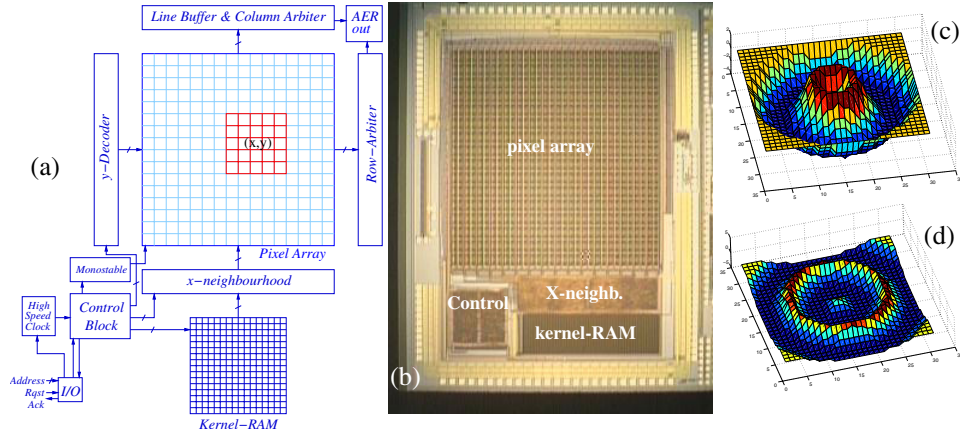 (a)
Line Buffer & Column Arbiter
AER
out
y-Decoder
(x,y)
Row-Arbiter
Pixel Array
Monostable
x-neighbourhood
High
Speed
Clock
Control
Block
Address
Rqst
Ack
I/O
Kernel-RAM
(b)
pixel array
Control
X-neighb.
kernel-RAM
(c)
(d)